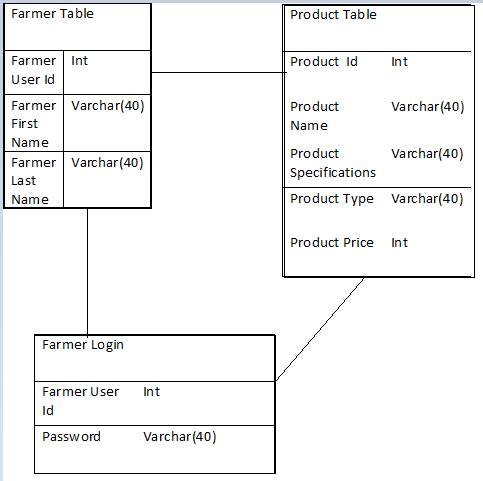 Farmer Table
Farmer User Id Int
Farmer First Name Varchar(40)
Farmer Last Name Varchar(40)
Product Table
Product Id Int
Product Name Varchar(40)
Product Specifications Varchar(40)
Product Type Varchar(40)
Product Price Int
Farmer Login
Farmer User Id Int
Password Varchar(40)